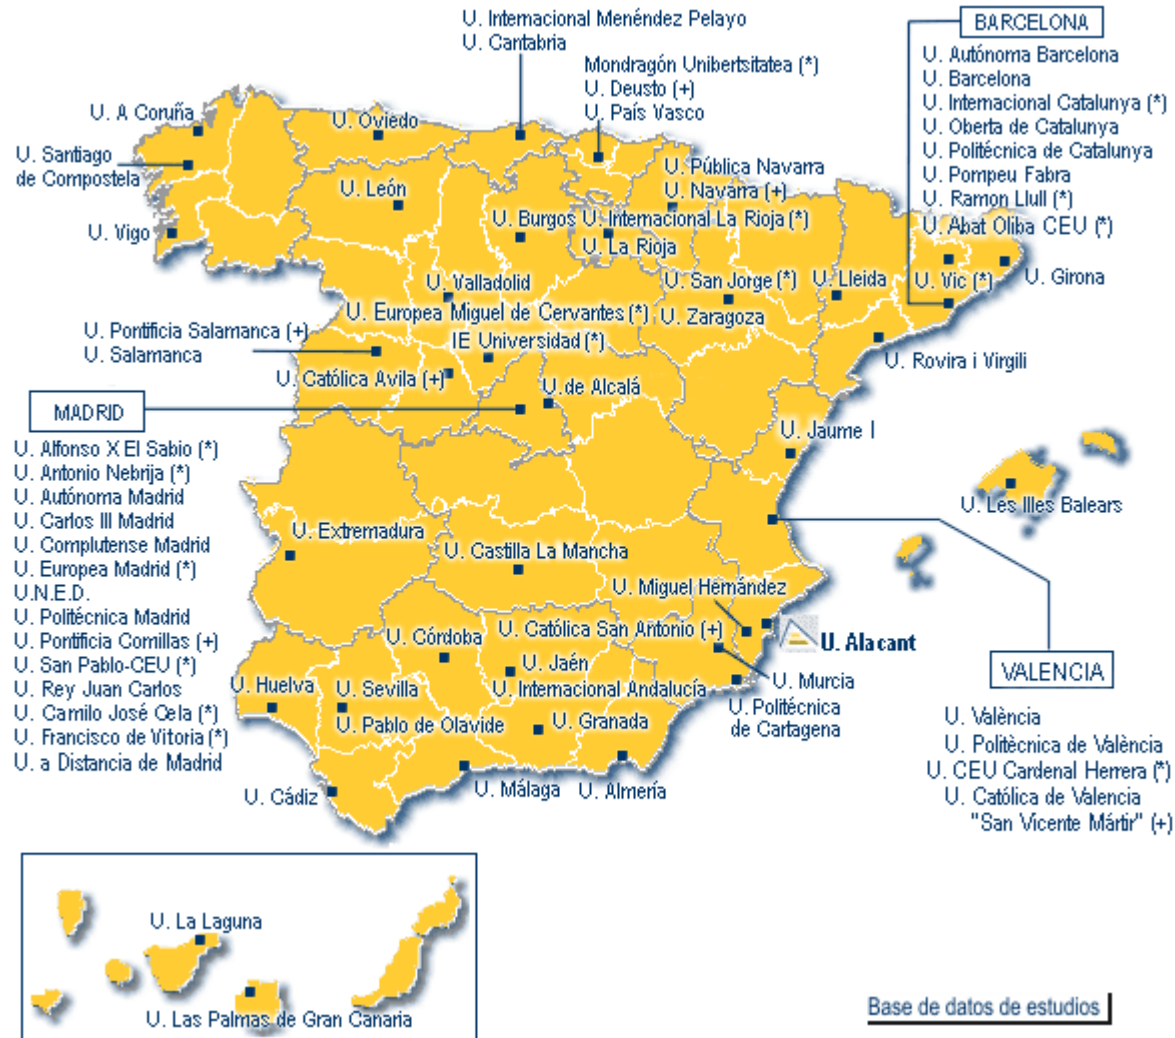 U. Internacional Menéndez Pelayo
U. Cantabria
Mondragón Unibertsitatea (*)
U. Deusto (+)
U. País Vasco
BARCELONA
U. Autónoma Barcelona
U. Barcelona
U. Internacional Catalunya (*)
U. Oberta de Catalunya
U. Politécnica de Catalunya
U. Pompeu Fabra
U. Ramon Llull (*)
U. Abat Oliba CEU (*)
U. A Coruña
U. Oviedo
U. Santiago
de Compostela
U. Vigo
U. León
U. Pública Navarra
U. Navarra (+)
U. Burgos
U. Internacional La Rioja (*)
U. La Rioja
U. Valladolid
U. Europea Miguel de Cervantes (*)
U. San Jorge (*)
U. Zaragoza
U. Lleida
U. Vic (*)
U. Girona
U. Rovira i Virgili
U. Pontificia Salamanca (+)
U. Salamanca
IE Universidad (*)
U. Católica Avila (+)
U.de Alcalá
MADRID
U. Alfonso X El Sabio (*)
U. Antonio Nebrija (*)
U. Autónoma Madrid
U. Carlos III Madrid
U. Complutense Madrid
U. Europea Madrid (*)
U.N.E.D.
U. Politécnica Madrid
U. Pontificia Comillas (+)
U. San Pablo-CEU (*)
U. Rey Juan Carlos
U. Camilo José Cela (*)
U. Francisco de Vitoria (*)
U. a Distancia de Madrid
U. Jaume I
U. Les Illes Balears
U. Extremadura
U. Castilla La Mancha
U. Miguel Hernández
U. Católica San Antonio (+)
U. Alacant
U. Córdoba
U. Jaén
U. Internacional Andalucía
U. Murcia
U. Politécnica
de Cartagena
U. Huelva
U. Sevilla
U. Pablo de Olavide
U. Granada
U. Cádiz
U. Málaga
U. Almería
VALENCIA
U. València
U. Politècnica de València
U. CEU Cardenal Herrera (*)
U. Católica de Valencia
"San Vicente Mártir" (+)
U. La Laguna
U. Las Palmas de Gran Canaria
Base de datos de estudios